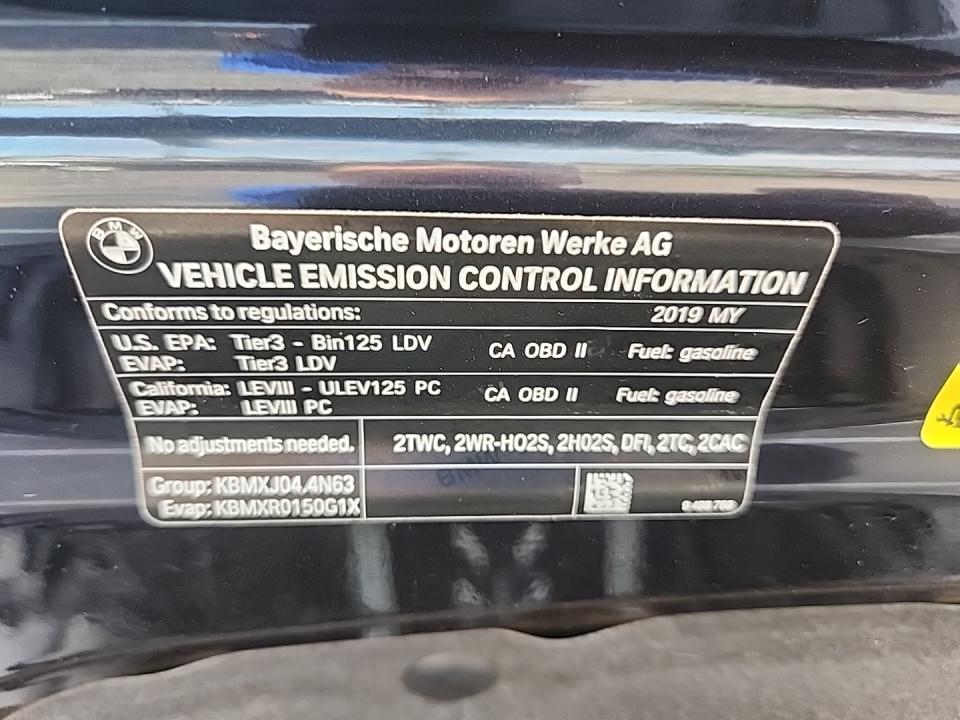 BMW
Bayerische Motoren Werke AG
VEHICLE EMISSION CONTROL INFORMATION
Conforms to regulations: 2019 MY
U.S. EPA: Tier3 - Bin125 LDV CA OBD II Fuel: gasoline
EVAP: Tier3 LDV
California: LEVIII - ULEV125 PC CA OBD II Fuel: gasoline
EVAP: LEVIII PC
No adjustments needed. 2TWC, 2WR-HO2S, 2H02S, DFI, 2TC, 2CAC
Group: KBMXJ04.4N63
Evap: KBMXR0150G1X